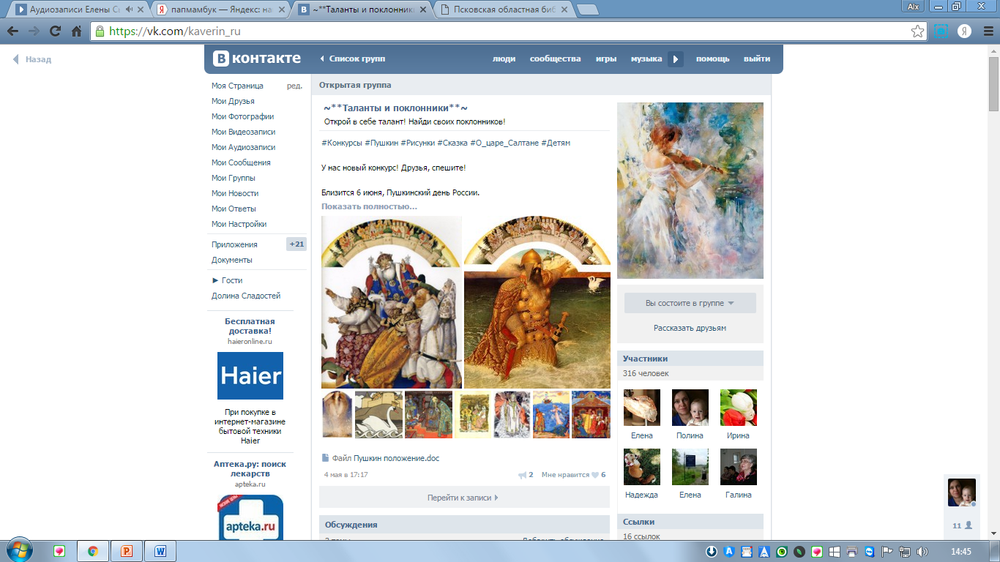 Аудиозаписи Елены Сы
папмамбук — Яндекс: на
~**Таланты и поклонник
Псковская областная биб
Alx
https://vk.com/kaverin_ru
Назад
В контакте
Список групп
люди
сообщества
игры
музыка
помощь
выйти
Моя Страница
ред.
Мои Друзья
Мои Фотографии
Мои Видеозаписи
Мои Аудиозаписи
Мои Сообщения
Мои Группы
Мои Новости
Мои Ответы
Мои Настройки
Приложения
+21
Документы
► Гости
Долина Сладостей
Бесплатная
доставка!
haieronline.ru
Haier
При покупке в
интернет-магазине
бытовой техники
Haier
Аптека.ру: поиск
лекарств
apteka.ru
apteka.ru
Открытая группа
~**Таланты и поклонники**~
Открой в себе талант! Найди своих поклонников!
#Конкурсы #Пушкин #Рисунки #Сказка #О_царе_Салтане #Детям
У нас новый конкурс! Друзья, спешите!
Близится 6 июня, Пушкинский день России.
Показать полностью...
Файл Пушкин положение.doc
4 мая в 17:17
2
Мне нравится
6
Перейти к записи
Обсуждения
Вы состоите в группе
Рассказать друзьям
Участники
316 человек
Елена
Полина
Ирина
Надежда
Елена
Галина
Ссылки
16 ссылок
11
14:45